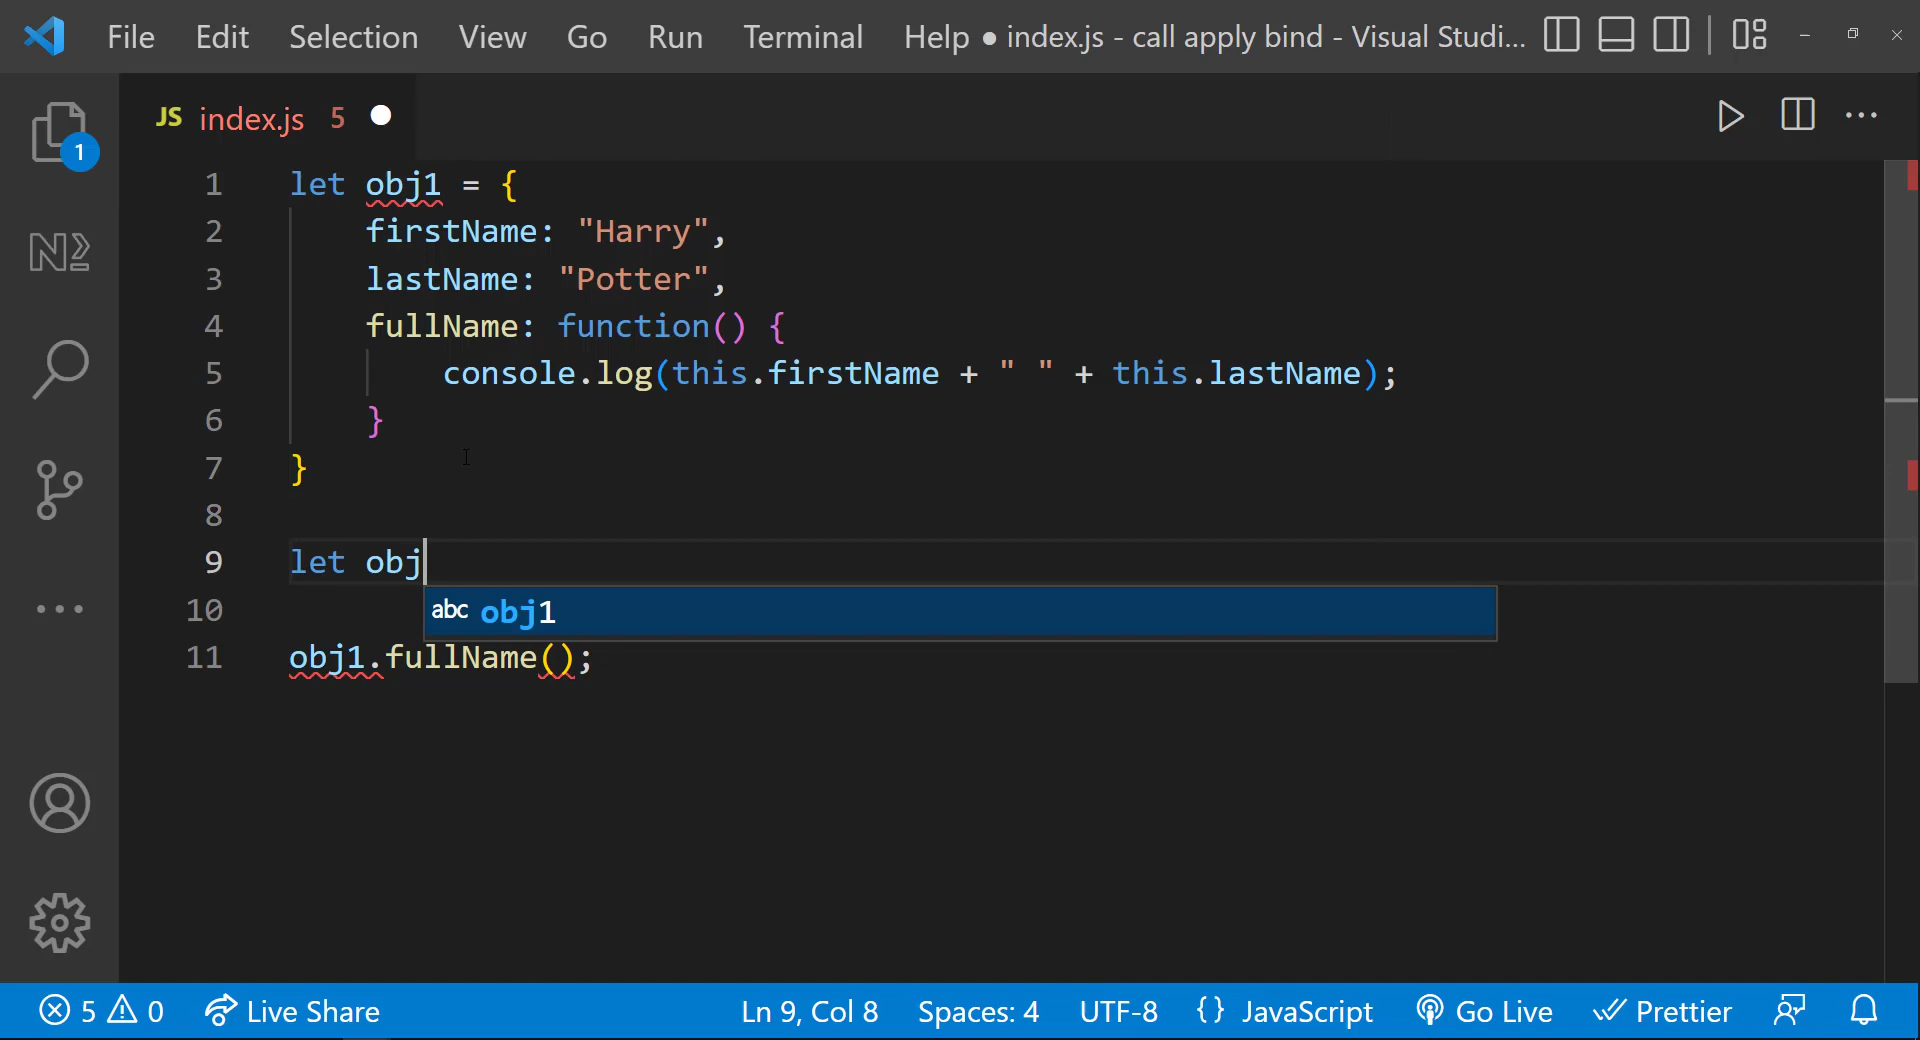 File Edit Selection View Go Run Terminal Help ● index.js - call apply bind - Visual Studi...
JS index.js 5 ●
1
N
1 let obj1 = {
2 firstName: "Harry",
3 lastName: "Potter",
4 fullName: function() {
5 console.log(this.firstName + " " + this.lastName);
6 }
7 }
8
9 let obj
abc obj1
10
11 obj1.fullName();
5 0 Live Share Ln 9, Col 8 Spaces: 4 UTF-8 {} JavaScript Go Live Prettier